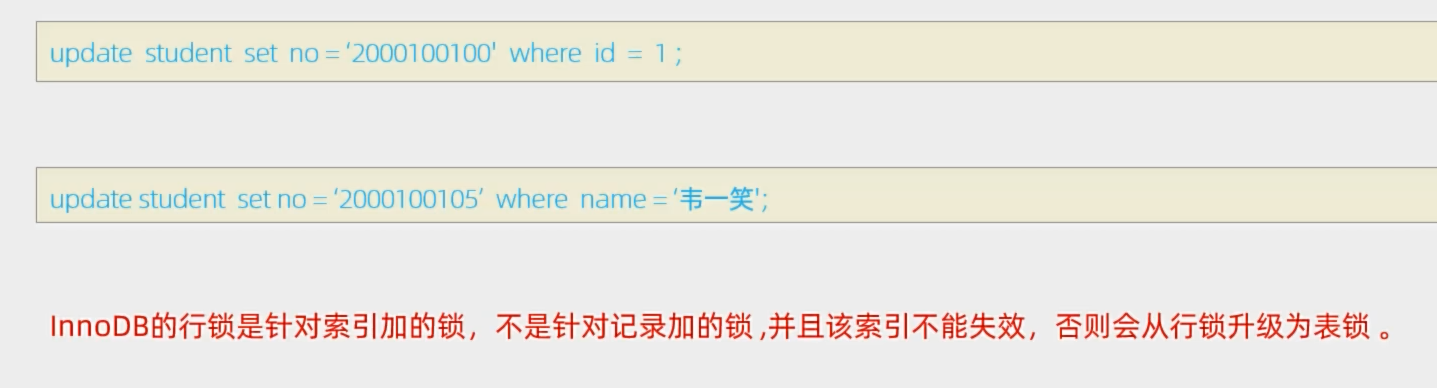 update student set no = ‘2000100100' where id = 1 ;
update student set no = ‘2000100105’ where name = ‘韦一笑';
InnoDB的行锁是针对索引加的锁，不是针对记录加的锁 ,并且该索引不能失效，否则会从行锁升级为表锁 。